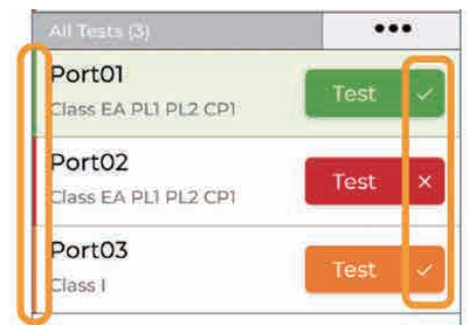 All Tests (3)
Port01
Class EA PL1 PL2 CP1
Test
Port02
Class EA PL1 PL2 CP1
Test
Port03
Class I
Test